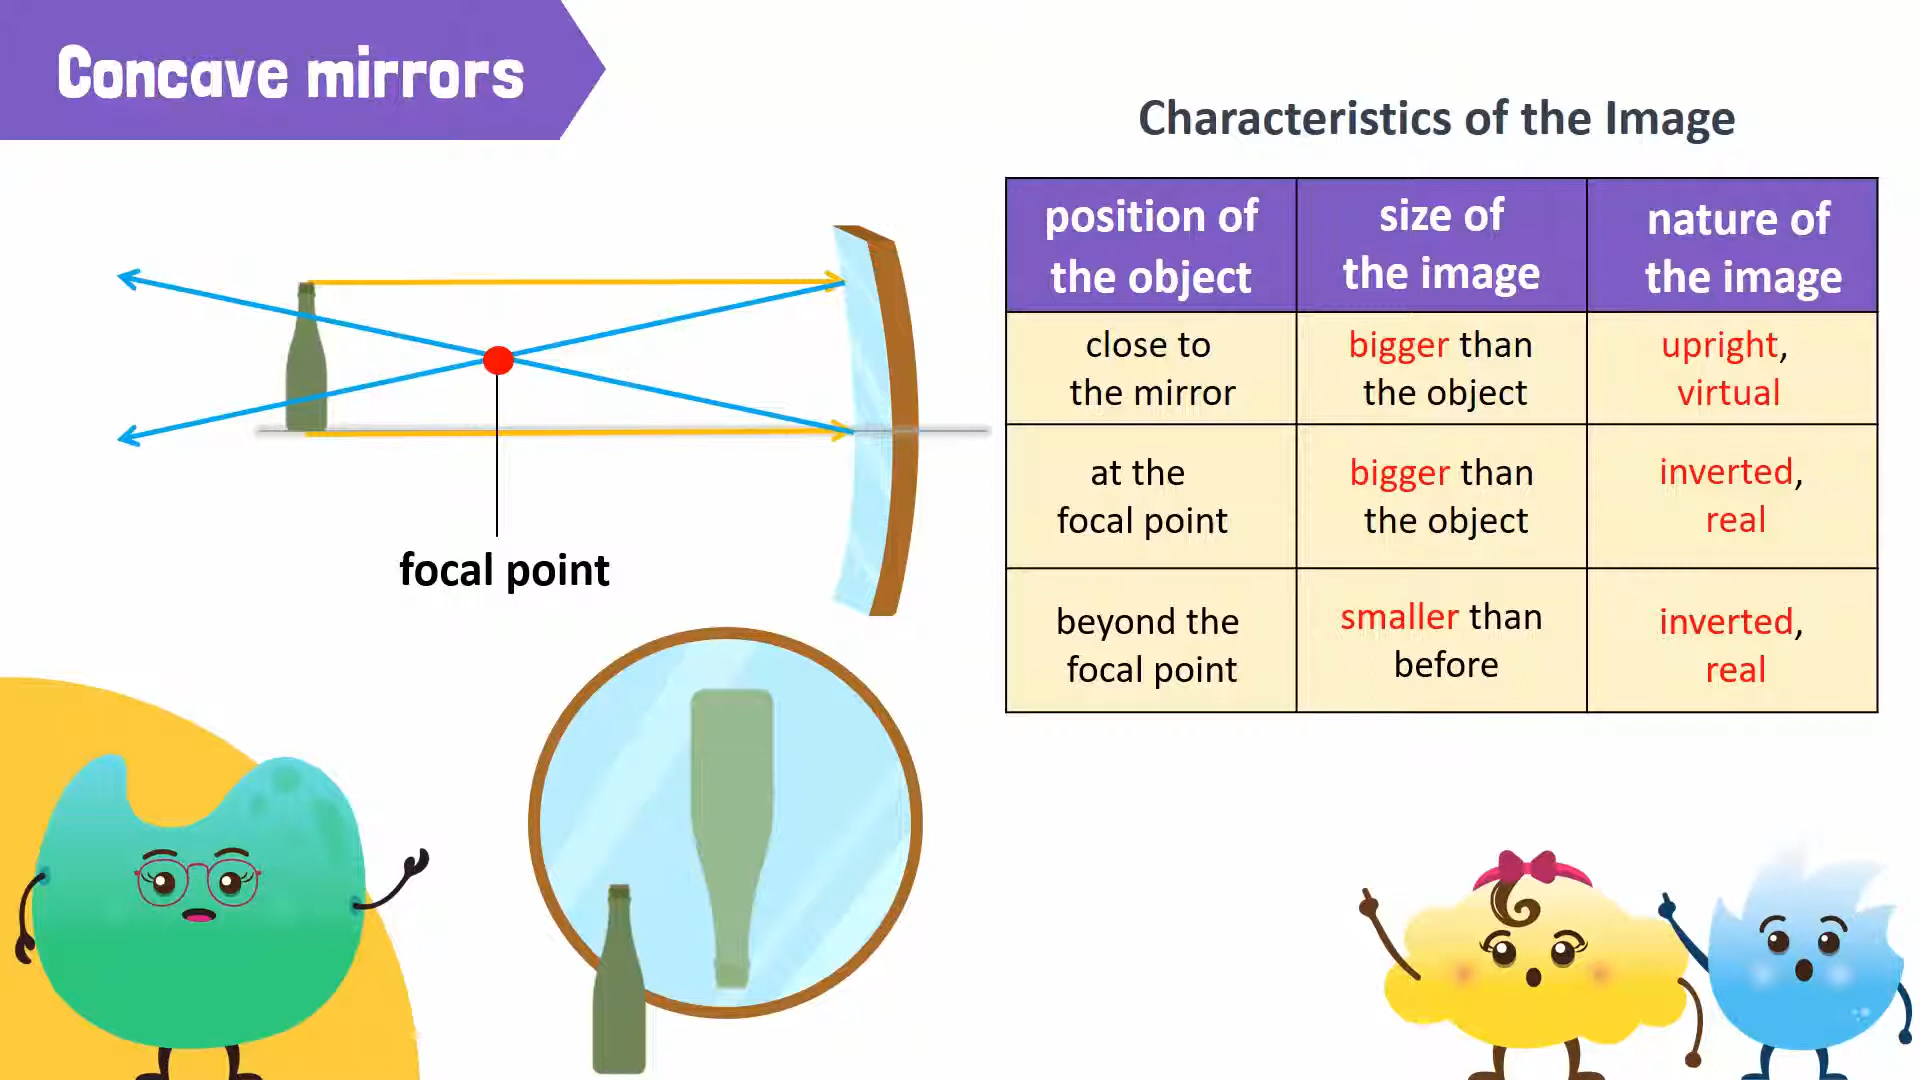 Concave mirrors
Characteristics of the Image
position of
the object
size of
the image
nature of
the image
close to
the mirror
bigger than
the object
upright,
virtual
at the
focal point
bigger than
the object
inverted,
real
beyond the
focal point
smaller than
before
inverted,
real
focal point